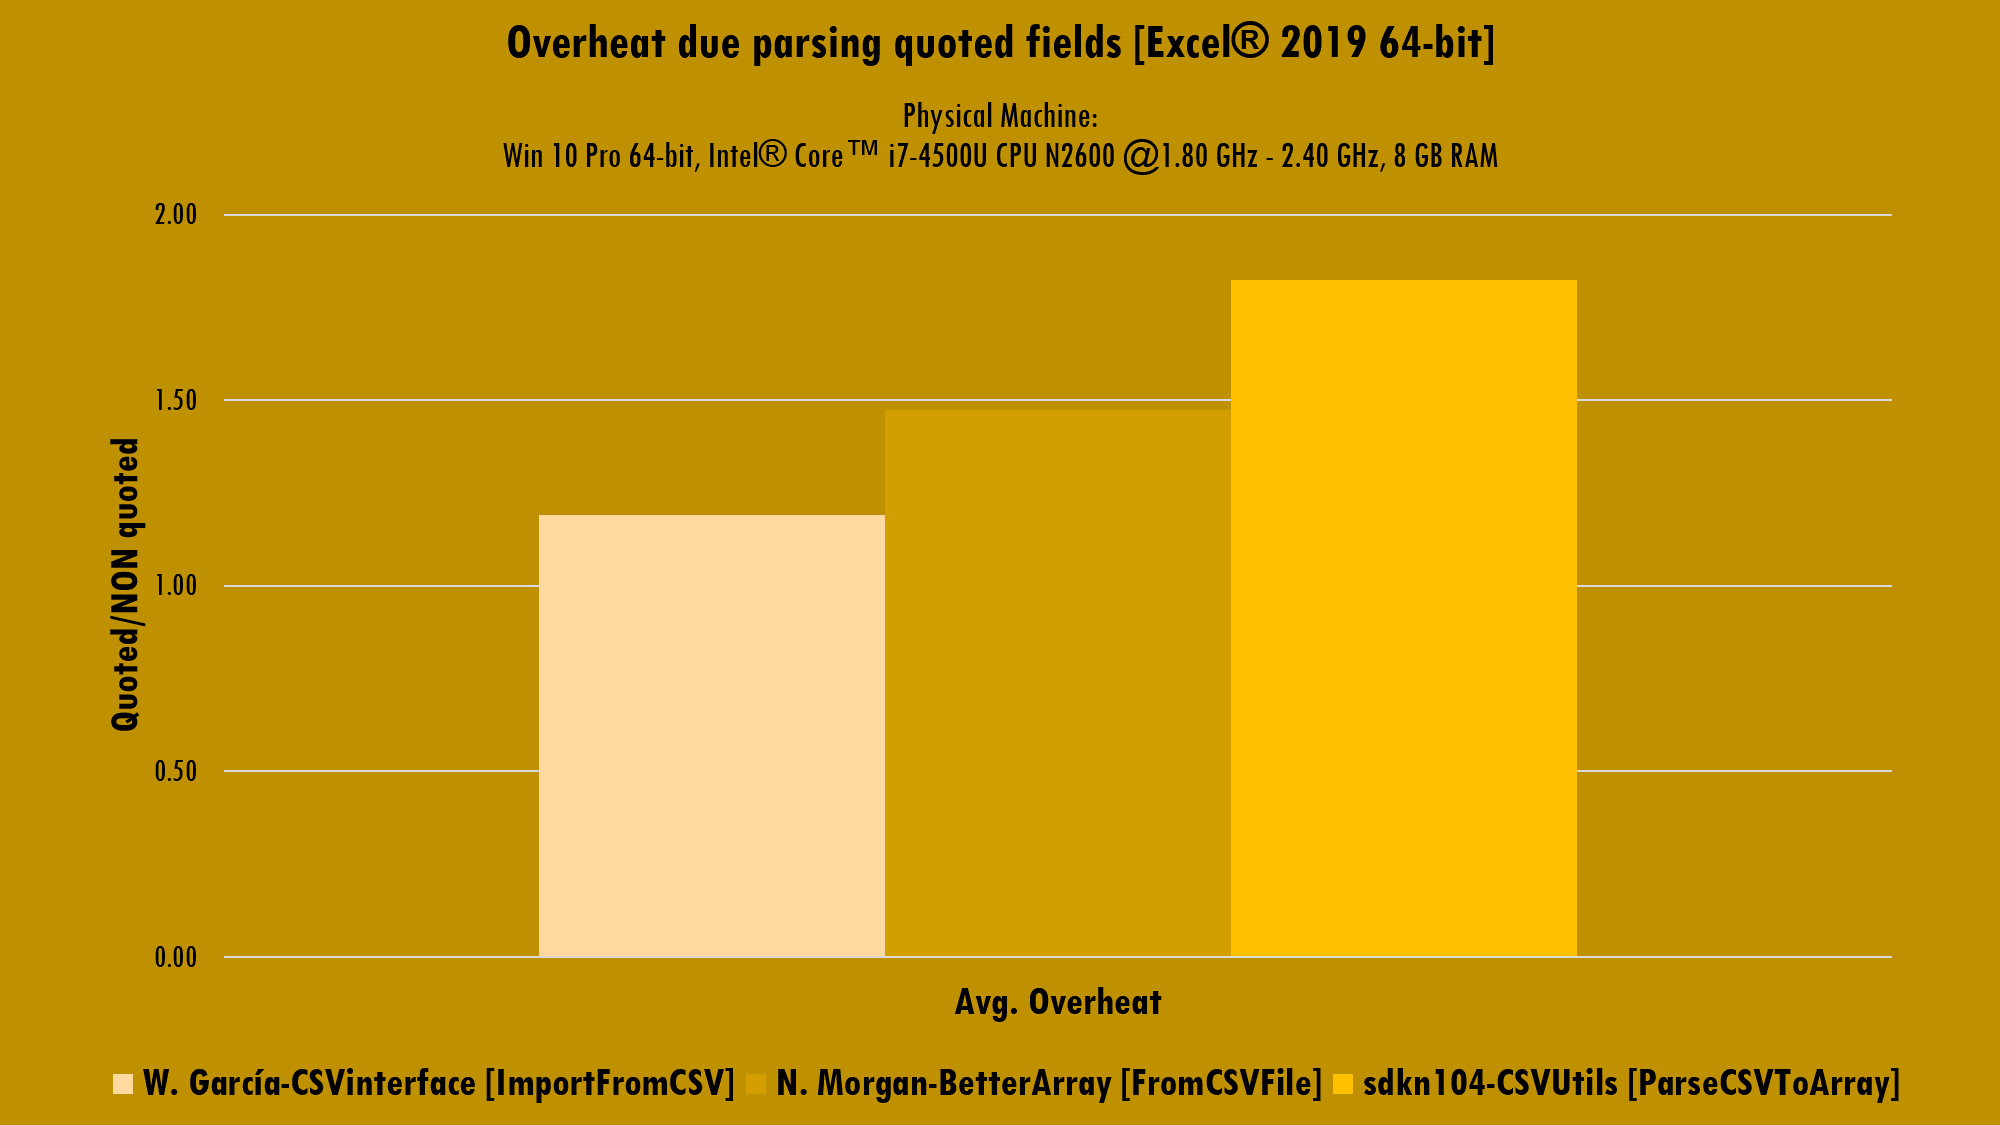 Overheat due parsing quoted fields [Excel® 2019 64-bit]
Physical Machine:
Win 10 Pro 64-bit, Intel® Core™ i7-4500U CPU N2600 @1.80 GHz - 2.40 GHz, 8 GB RAM
2.00
1.50
1.00
0.50
0.00
Quoted/NON quoted
Avg. Overheat
W. García-CSVinterface [ImportFromCSV] N. Morgan-BetterArray [FromCSVFile] sdkn104-CSVUtils [ParseCSVToArray]